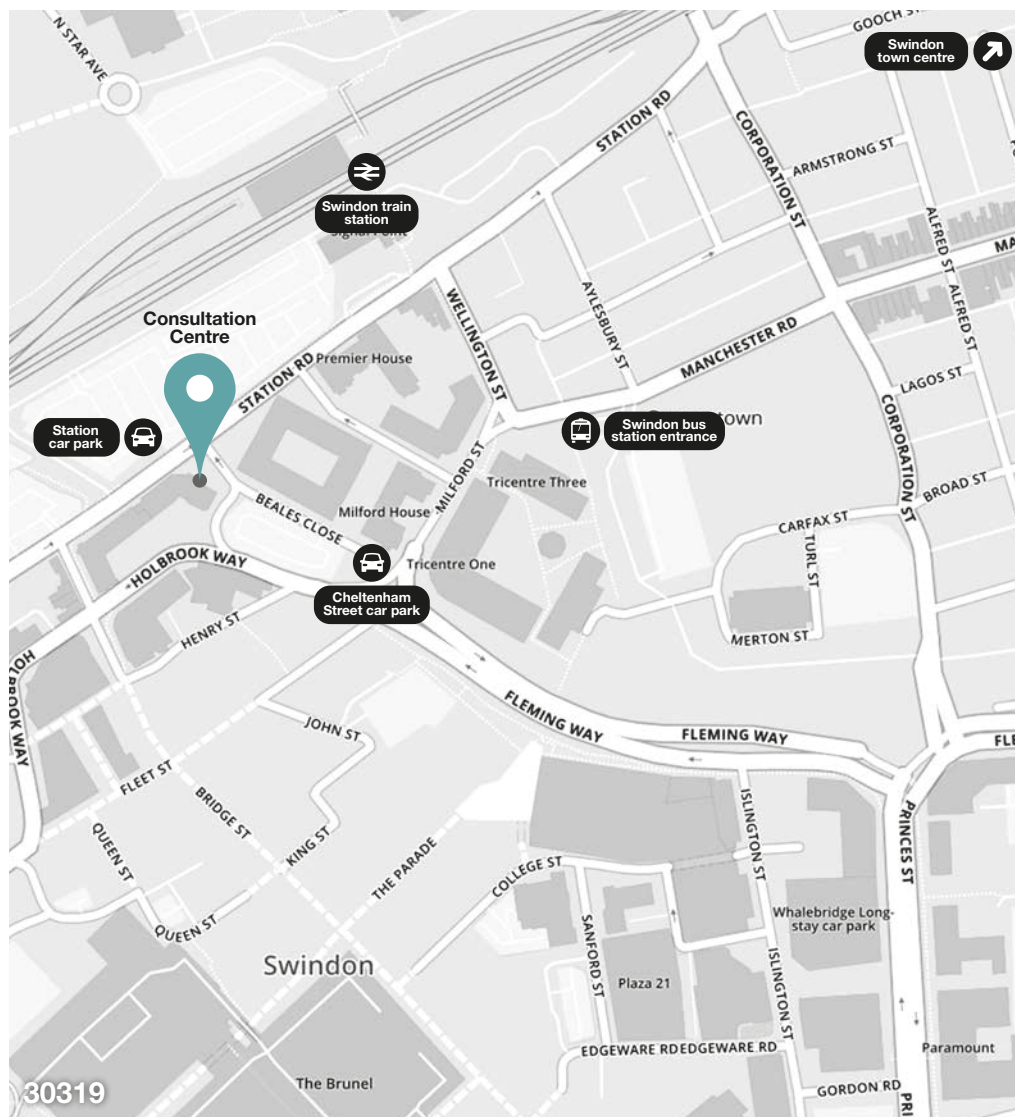 N STAR AVE
GOOCH ST
Swindon
town centre
STATION RD
CORPORATION ST
ARMSTRONG ST
Swindon train
station
Signal Point
ALFRED ST
MA
WELLINGTON ST
AYLESBURY ST
ALFRED ST
Consultation
Centre
MANCHESTER RD
STATION RD
Premier House
LAGOS ST
CORPORATION ST
Station
car park
Swindon bus
station entrance
town
MILFORD ST
Tricentre Three
BROAD ST
BEALES CLOSE
Milford House
CARFAX ST
TURL ST
HOLBROOK WAY
Tricentre One
Cheltenham
Street car park
HENRY ST
MERTON ST
HOLBROOK WAY
FLEMING WAY
JOHN ST
FLEMING WAY
FLE
FLEET ST
BRIDGE ST
ISLINGTON ST
PRINCES ST
QUEEN ST
KING ST
THE PARADE
COLLEGE ST
QUEEN ST
SANFORD ST
Whalebridge Long-
stay car park
Swindon
Plaza 21
ISLINGTON ST
EDGEWARE RD
EDGEWARE RD
Paramount
The Brunel
GORDON RD
PRI
30319